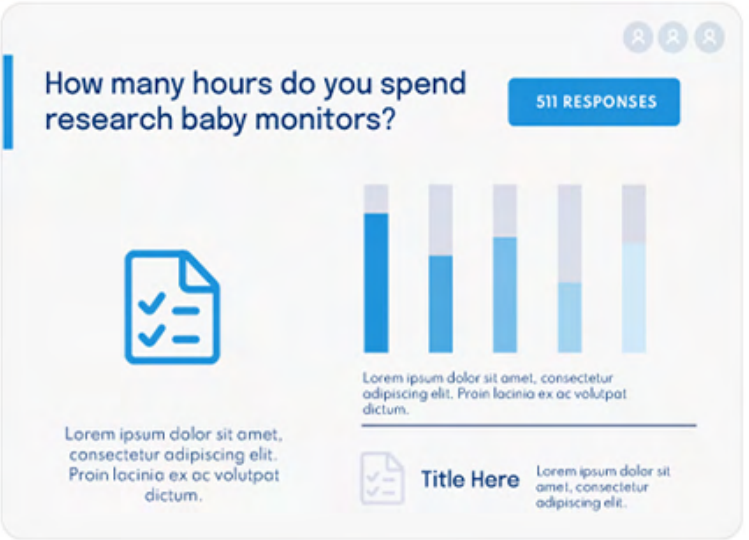 How many hours do you spend
research baby monitors?
511 RESPONSES
Lorem ipsum dolor sit amet,
consectetur adipiscing elit.
Proin lacinia ex ac volutpat
dictum.
Lorem ipsum dolor sit amet, consectetur
adipiscing elit. Proin lacinia ex ac volutpat
dictum.
Title Here
Lorem ipsum dolor sit
amet, consectetur
adipiscing elit.